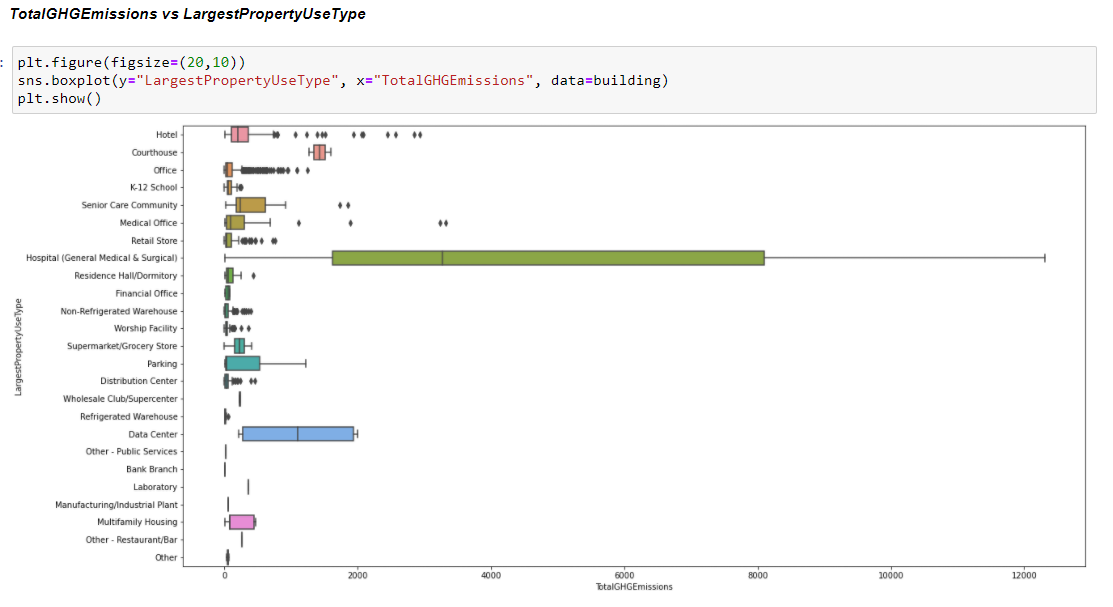 TotalGHGEmissions vs LargestPropertyUseType
:
plt.figure(figsize=(20,10))
sns.boxplot(y="LargestPropertyUseType", x="TotalGHGEmissions", data=building)
plt.show()
Hotel
Courthouse
Office
K-12 School
Senior Care Community
Medical Office
Retail Store
Hospital (General Medical & Surgical)
Residence Hall/Dormitory
Financial Office
Non-Refrigerated Warehouse
Worship Facility
Supermarket/Grocery Store
Parking
Distribution Center
Wholesale Club/Supercenter
Refrigerated Warehouse
Data Center
Other - Public Services
Bank Branch
Laboratory
Manufacturing/Industrial Plant
Multifamily Housing
Other - Restaurant/Bar
Other
LargestPropertyUseType
0 2000 4000 6000 8000 10000 12000
TotalGHGEmissions